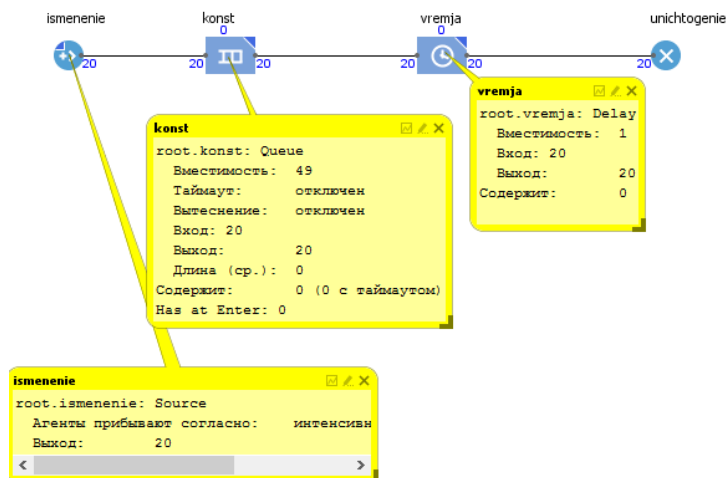 ismenenie konst vremja unichtogenie
0 0
20 20 20 20 20 20
vremja
root.vremja: Delay
Вместимость: 1
Вход: 20
Выход: 20
Содержит: 0
konst
root.konst: Queue
Вместимость: 49
Таймаут: отключен
Вытеснение: отключен
Вход: 20
Выход: 20
Длина (ср.): 0
Содержит: 0 (0 с таймаутом)
Has at Enter: 0
ismenenie
root.ismenenie: Source
Агенты прибывают согласно: интенсивн
Выход: 20